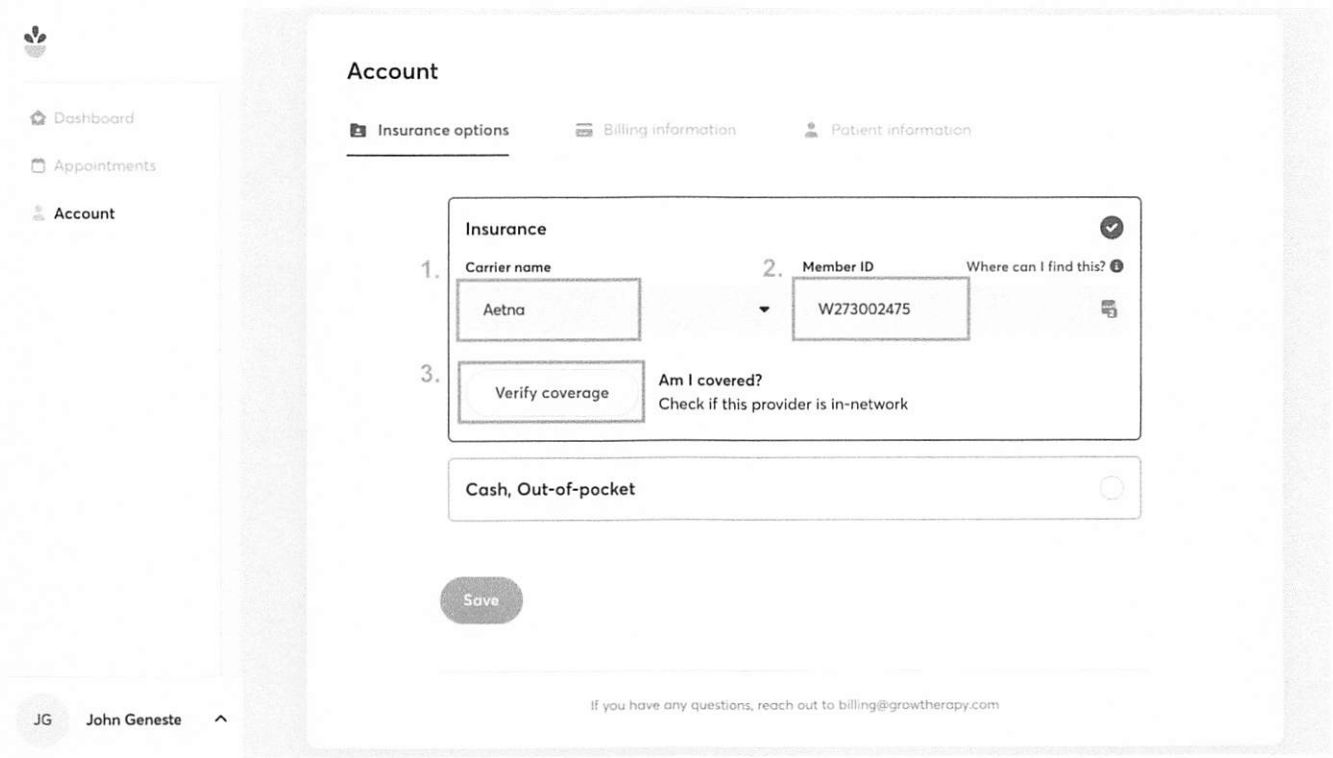 Dashboard
Appointments
Account
Account
Insurance options
Billing information
Patient information
Insurance
1. Carrier name
2. Member ID
Where can I find this?
Aetna
W273002475
3. Verify coverage
Am I covered?
Check if this provider is in-network
Cash, Out-of-pocket
Save
If you have any questions, reach out to billing@growtherapy.com
JG
John Geneste